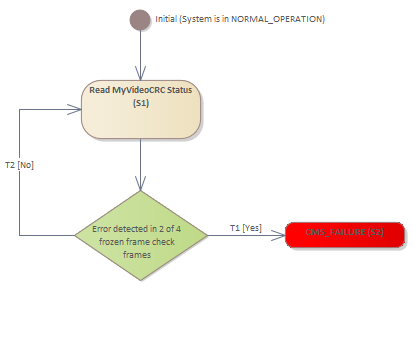 Initial (System is in NORMAL_OPERATION)
Read MyVideoCRC Status
(S1)
T2 [No]
Error detected in 2 of 4
frozen frame check
frames
T1 [Yes]
CMS_FAILURE (S2)